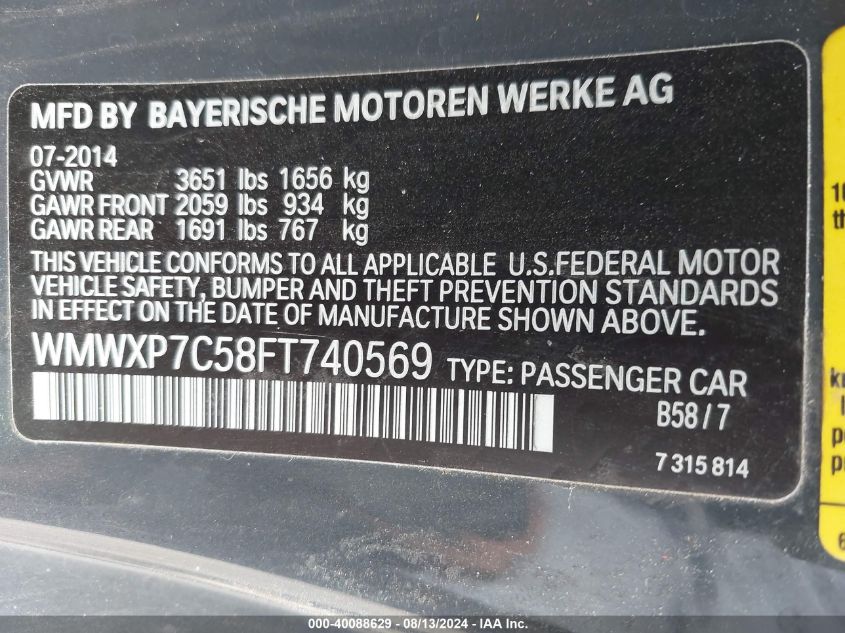 MFD BY BAYERISCHE MOTOREN WERKE AG
07-2014
GVWR 3651 lbs 1656 kg
GAWR FRONT 2059 lbs 934 kg
GAWR REAR 1691 lbs 767 kg
THIS VEHICLE CONFORMS TO ALL APPLICABLE U.S.FEDERAL MOTOR
VEHICLE SAFETY, BUMPER AND THEFT PREVENTION STANDARDS
IN EFFECT ON THE DATE OF MANUFACTURE SHOWN ABOVE.
WMWXP7C58FT740569 TYPE: PASSENGER CAR
B58/7
7 315 814
000-40088629 - 08/13/2024 - IAAI.com